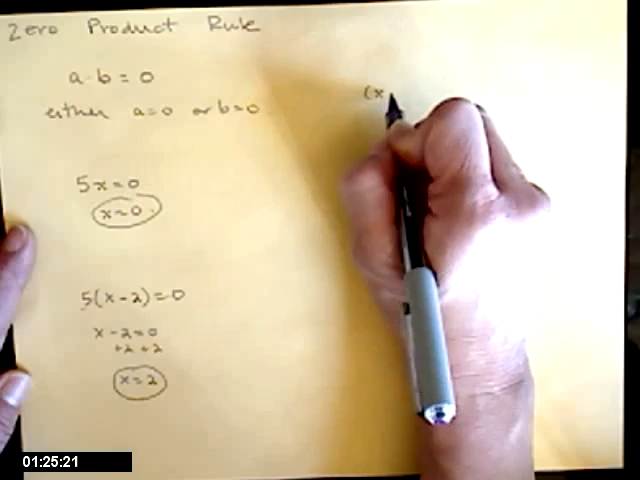 Zero Product Rule
a·b=0
either a=0 or b=0
5x=0
x=0
5(x-2)=0
x-2=0
+2 +2
x=2
(x
01:25:21